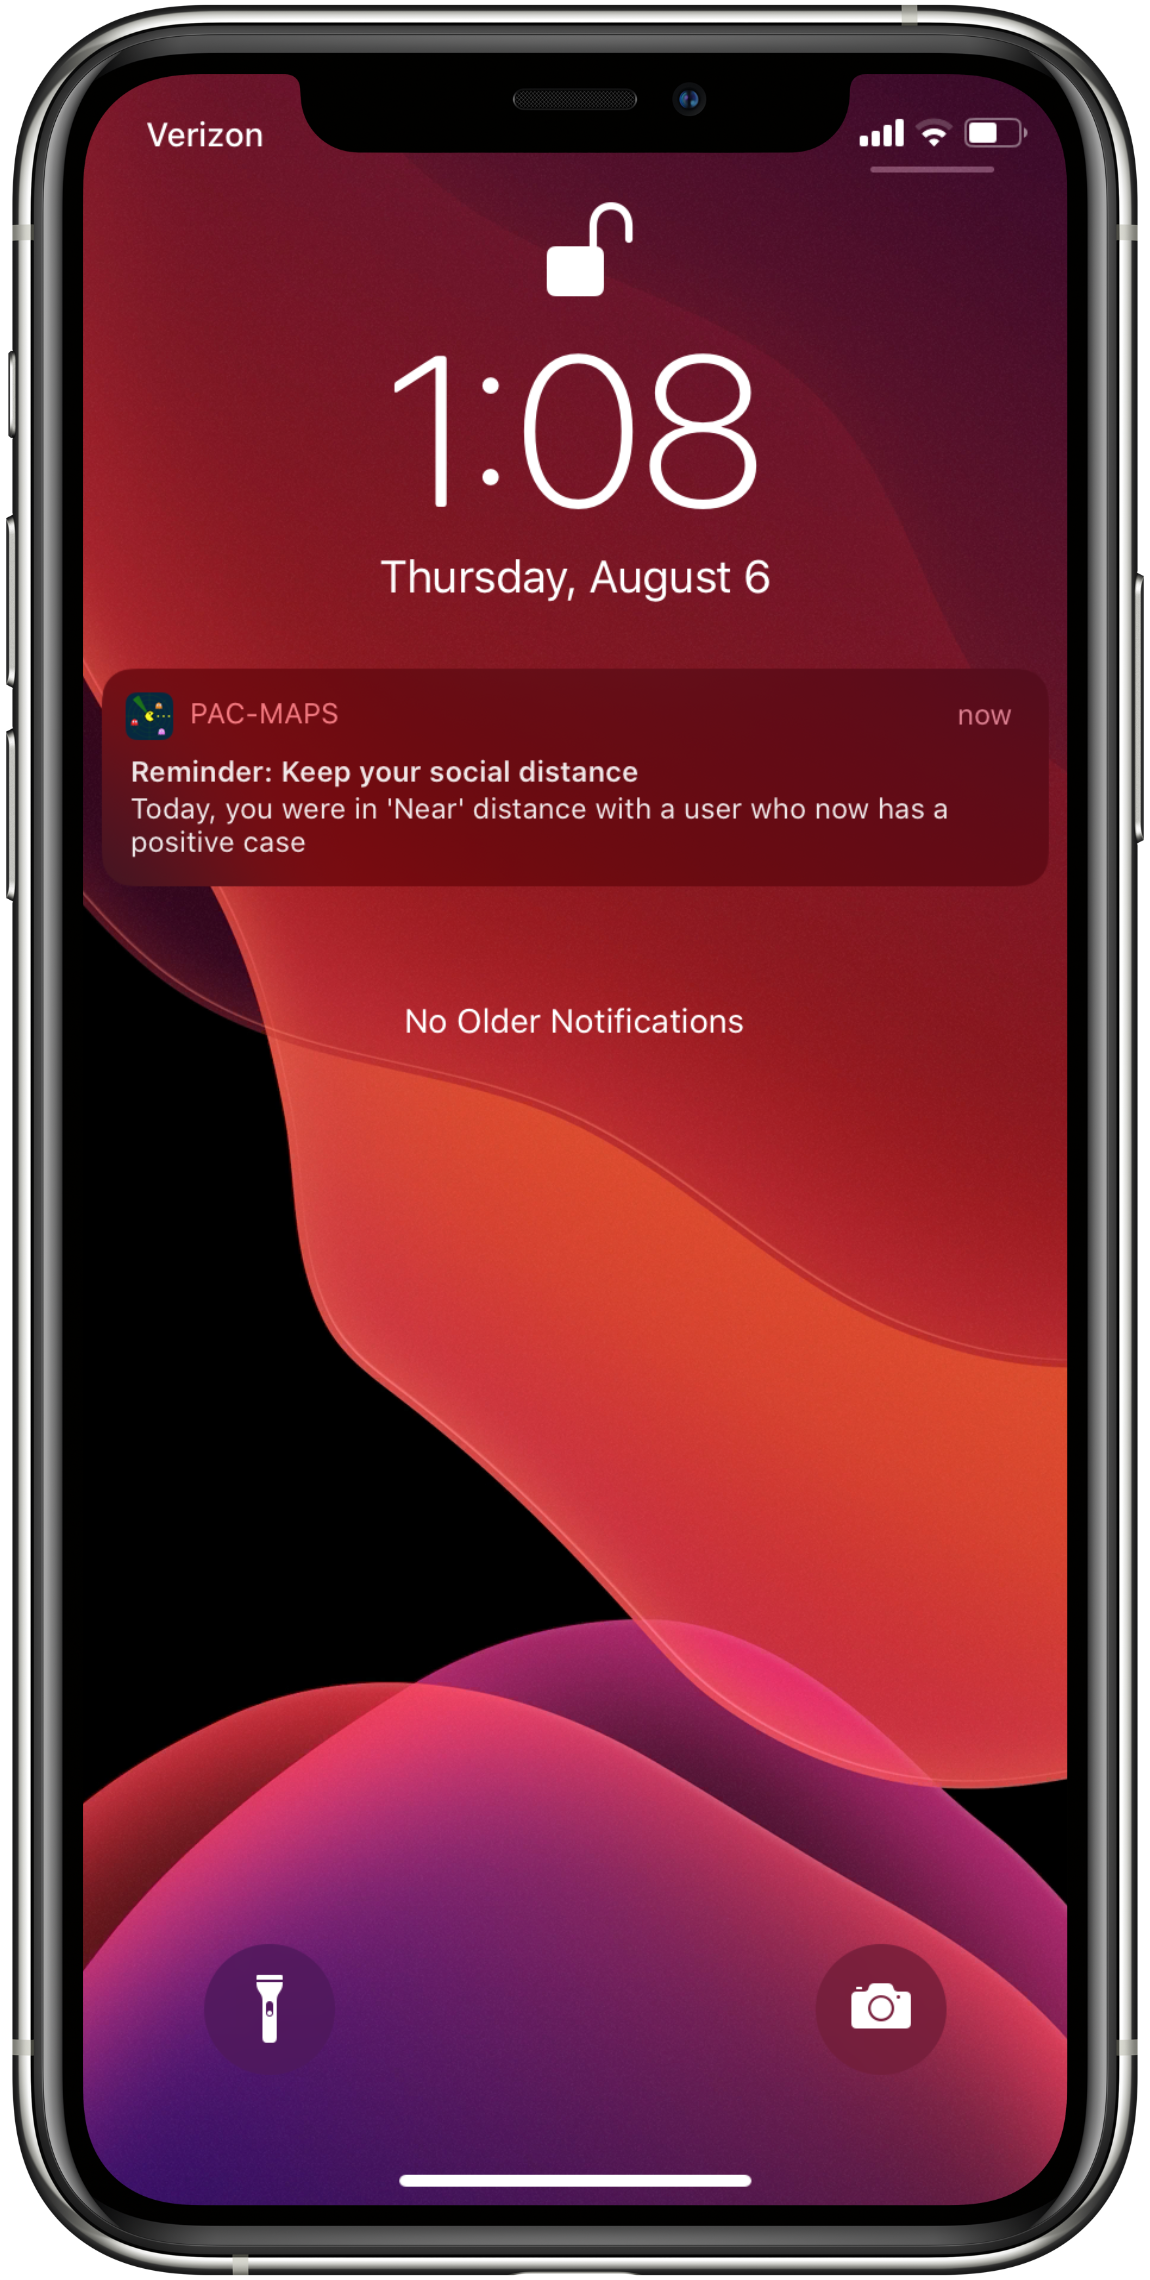 Verizon
1:08
Thursday, August 6
PAC-MAPS
now
Reminder: Keep your social distance
Today, you were in 'Near' distance with a user who now has a
positive case
No Older Notifications